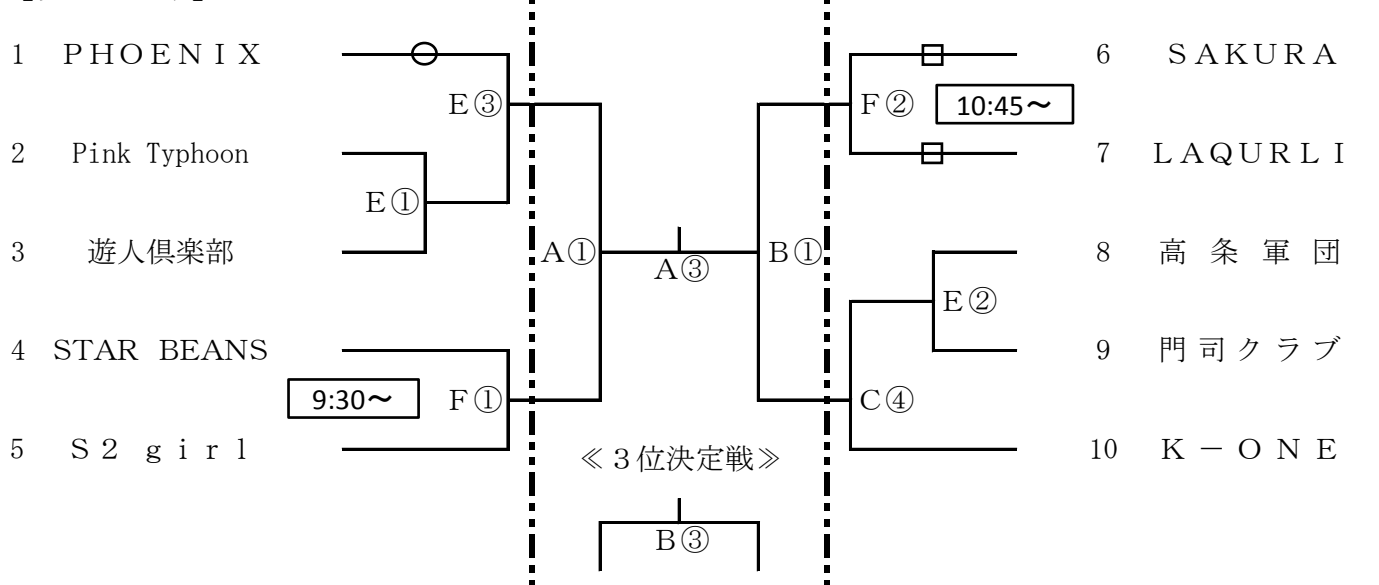 1 ＰＨＯＥＮＩＸ
E③
2 Pink Typhoon
E①
3 遊人倶楽部
A①
4 STAR BEANS
9:30～ F①
5 Ｓ２ ｇｉｒｌ
A③
≪３位決定戦≫
B③
6 ＳＡＫＵＲＡ
F② 10:45～
7 ＬＡＱＵＲＬＩ
B①
8 高条軍団
E②
9 門司クラブ
C④
10 Ｋ－ＯＮＥ